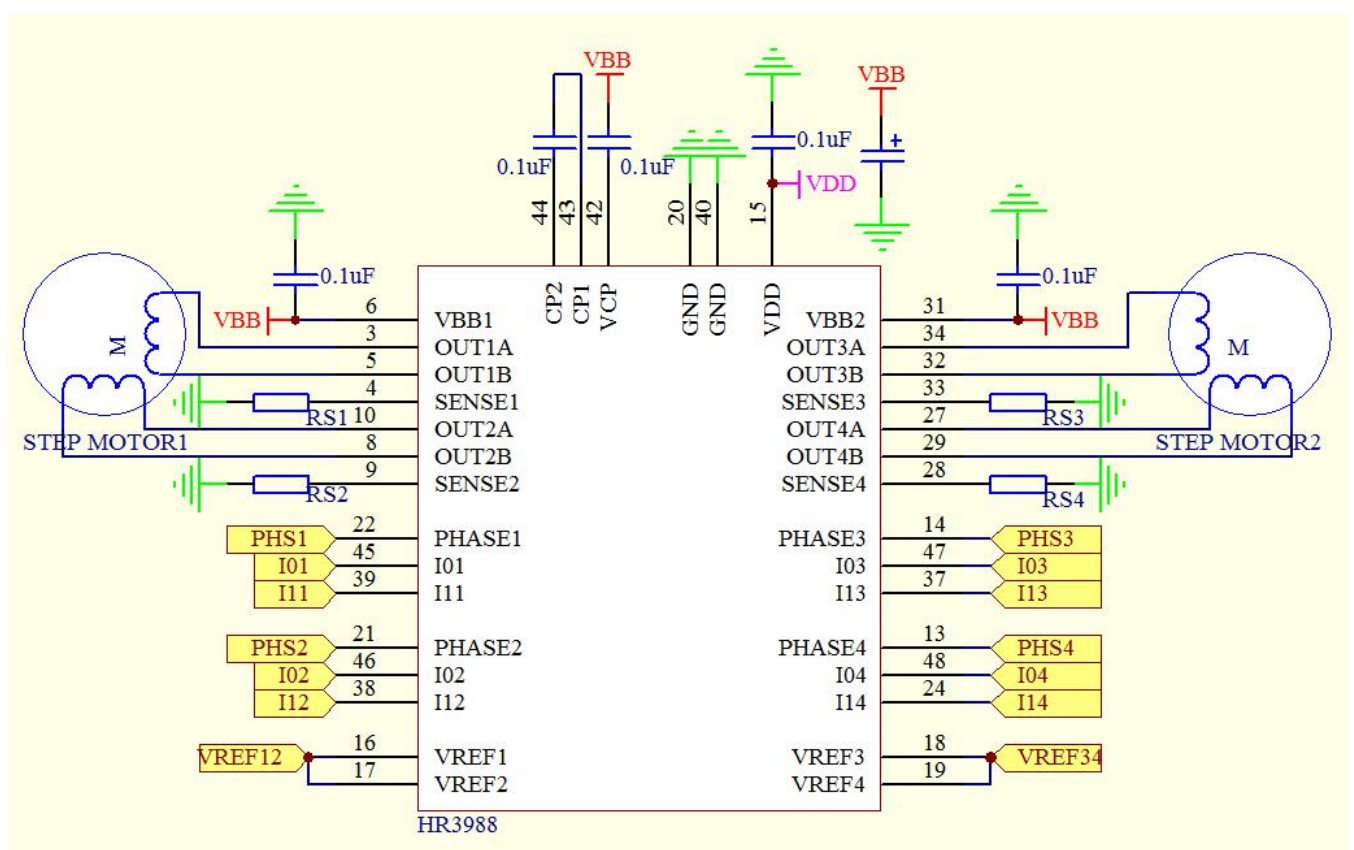 VBB
VBB
0.1uF
+
0.1uF
0.1uF
VDD
44
43
42
20
40
15
0.1uF
0.1uF
CP2
CP1
VCP
GND
GND
VDD
VBB
6
VBB1
VBB2
31
VBB
M
3
OUT1A
OUT3A
34
M
5
OUT1B
OUT3B
32
4
SENSE1
SENSE3
33
RS1
10
OUT2A
OUT4A
27
RS3
STEP MOTOR1
8
OUT2B
OUT4B
29
STEP MOTOR2
9
SENSE2
SENSE4
28
RS2
RS4
PHS1
22
PHASE1
PHASE3
14
PHS3
I01
45
I01
I03
47
I03
I11
39
I11
I13
37
I13
PHS2
21
PHASE2
PHASE4
13
PHS4
I02
46
I02
I04
48
I04
I12
38
I12
I14
24
I14
VREF12
16
VREF1
VREF3
18
VREF34
17
VREF2
VREF4
19
HR3988